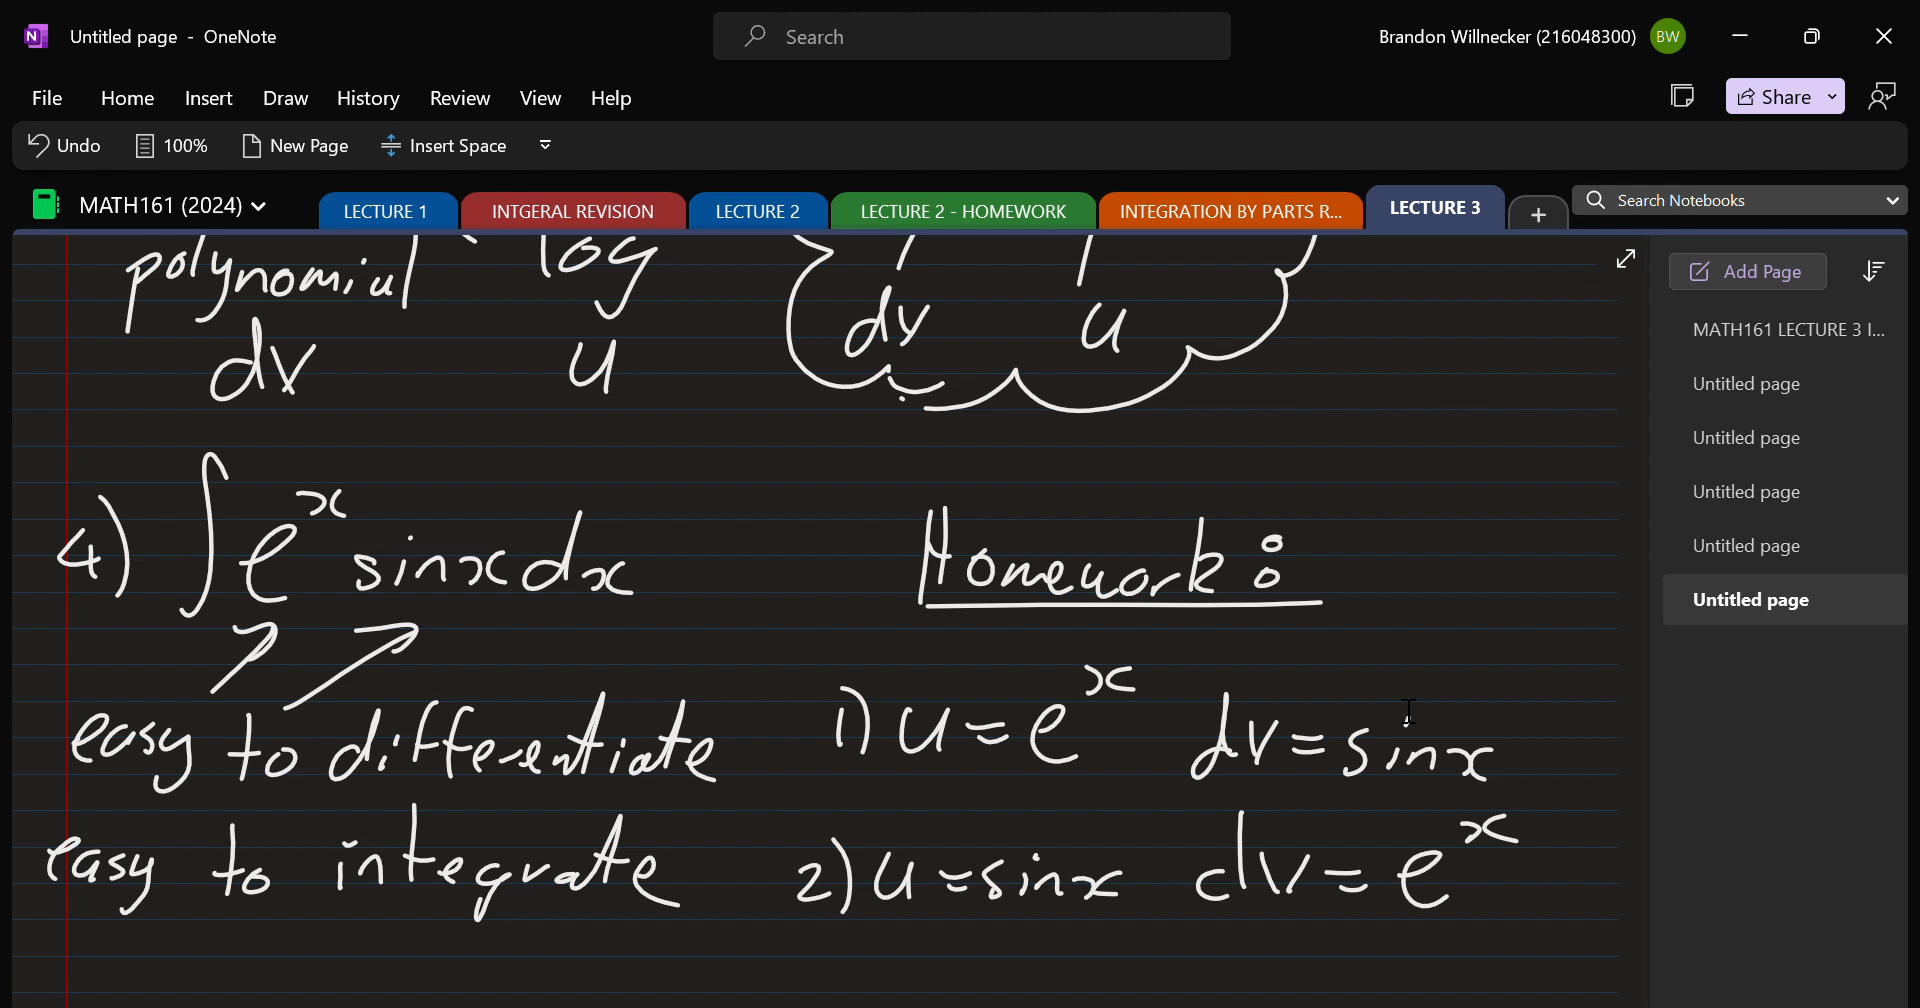 Untitled page - OneNote
Search
Brandon Willnecker (216048300) BW
File Home Insert Draw History Review View Help
Share
Undo 100% New Page Insert Space
MATH161 (2024)
LECTURE 1 INTGERAL REVISION LECTURE 2 LECTURE 2 - HOMEWORK INTEGRATION BY PARTS R... LECTURE 3 +
Search Notebooks
Add Page
MATH161 LECTURE 3 I...
Untitled page
Untitled page
Untitled page
Untitled page
Untitled page
polynomial log
dv u dv u
4) ∫ e^x sinx dx
Homework:
easy to differentiate
easy to integrate
1) u = e^x dv = sinx
2) u = sinx dv = e^x